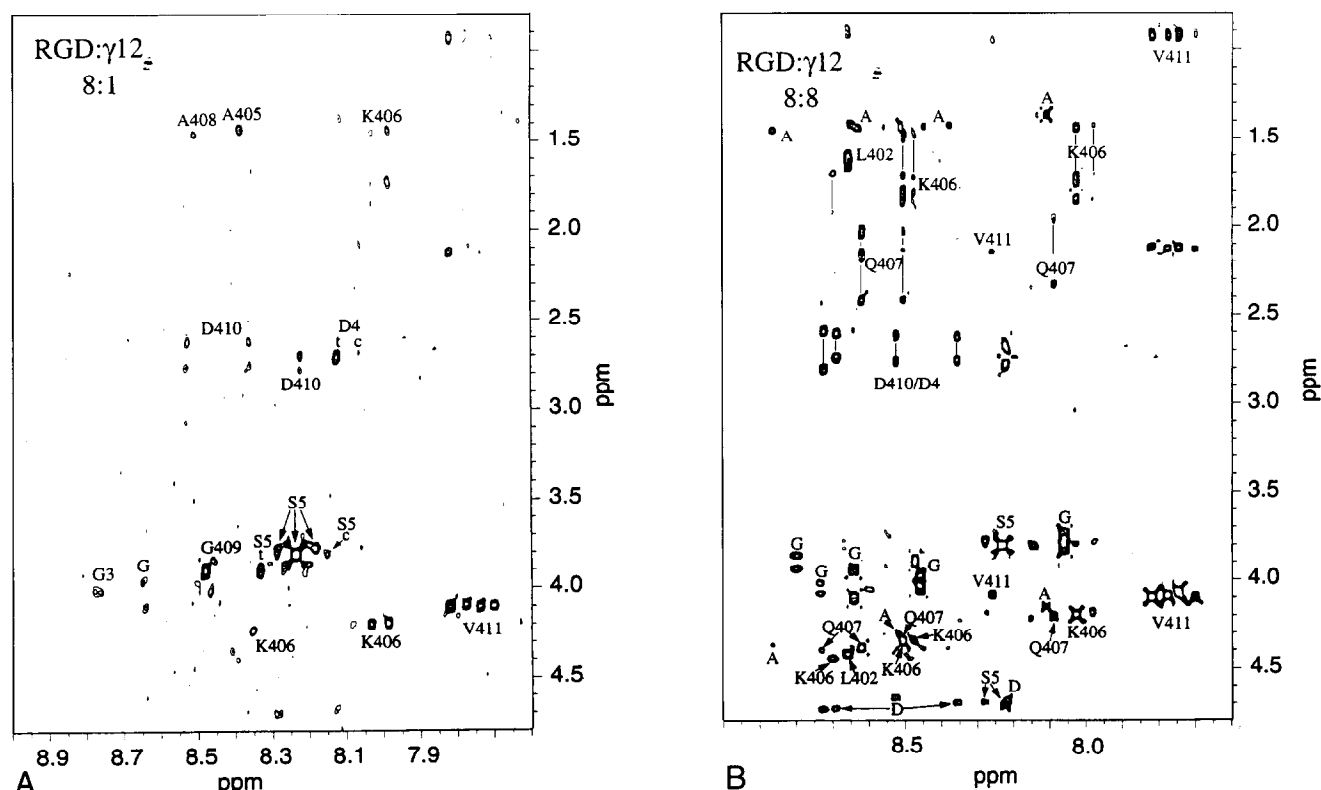 RGD:γ12
8:1
A408 A405 K406
D410 D4
t c
D410
S5
S5
c
G409 S5
t
G3 G
K406 K406 V411
1.5
2.0
2.5
3.0
3.5
4.0
4.5
ppm
8.9 8.7 8.5 8.3 8.1 7.9
ppm
A
RGD:γ12
8:8
V411
A
A A A
L402 K406
K406
V411
Q407 Q407
D410/D4
S5 G
G G G
G
V411
A Q407 A
Q407 K406 K406 V411
Q407
A K406 L402 K406
S5 D
D
1.5
2.0
2.5
3.0
3.5
4.0
4.5
ppm
8.5 8.0
ppm
B